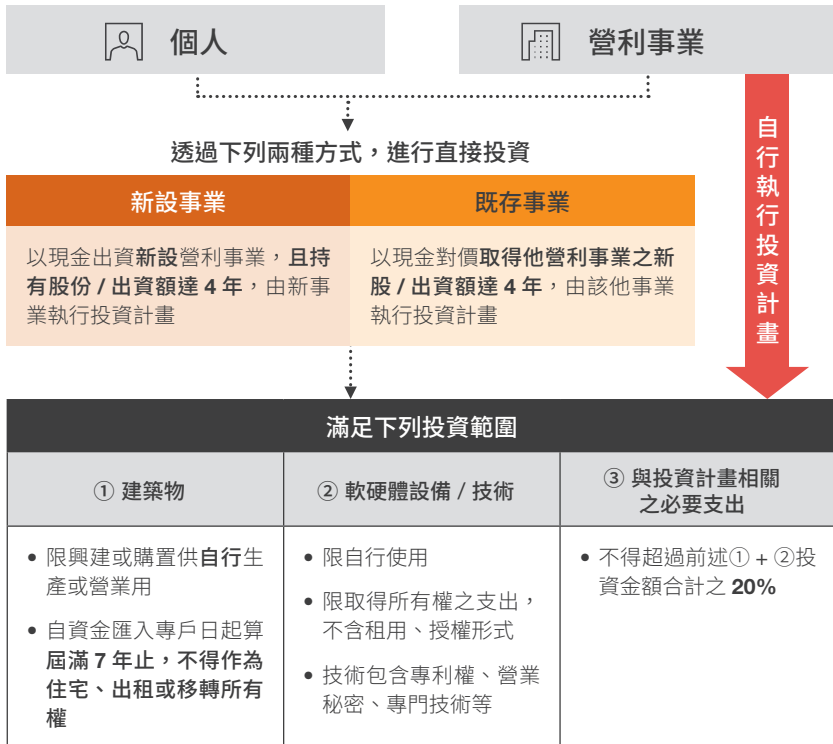 個人
營利事業
自行執行投資計畫
透過下列兩種方式，進行直接投資
新設事業
以現金出資新設營利事業，且持
有股份 / 出資額達 4 年，由新事
業執行投資計畫
既存事業
以現金對價取得他營利事業之新
股 / 出資額達 4 年，由該他事業
執行投資計畫
滿足下列投資範圍
① 建築物
• 限興建或購置供自行生
產或營業用
• 自資金匯入專戶日起算
屆滿 7 年止，不得作為
住宅、出租或移轉所有
權
② 軟硬體設備 / 技術
• 限自行使用
• 限取得所有權之支出，
不含租用、授權形式
• 技術包含專利權、營業
秘密、專門技術等
③ 與投資計畫相關
之必要支出
• 不得超過前述① + ②投
資金額合計之 20%